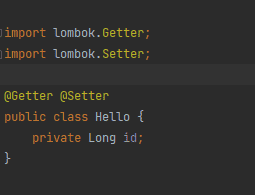 import lombok.Getter;
import lombok.Setter;
@Getter @Setter
public class Hello {
    private Long id;
}